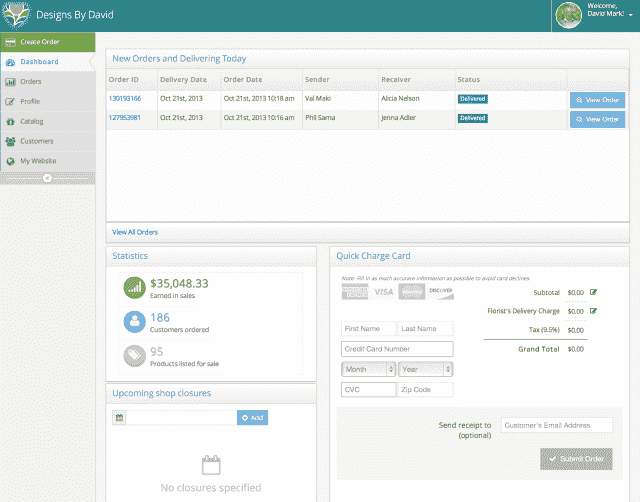 Designs By David
Welcome,
David Mark!
Create Order
Dashboard
Orders
Profile
Catalog
Customers
My Website
New Orders and Delivering Today
Order ID Delivery Date Order Date Sender Receiver Status
130193166 Oct 21st, 2013 Oct 21st, 2013 10:18 am Val Maki Alicia Nelson Delivered View Order
127953981 Oct 21st, 2013 Oct 21st, 2013 10:16 am Phil Sama Jenna Adler Delivered View Order
View All Orders
Statistics
$35,048.33
Earned in sales
186
Customers ordered
95
Products listed for sale
Upcoming shop closures
Add
No closures specified
Quick Charge Card
Note: Fill in as much accurate information as possible to avoid card declines.
VISA DISCOVER
First Name Last Name
Credit Card Number
Month Year
CVC Zip Code
Subtotal $0.00
Florist's Delivery Charge $0.00
Tax (9.5%) $0.00
Grand Total $0.00
Send receipt to
(optional)
Customer's Email Address
Submit Order